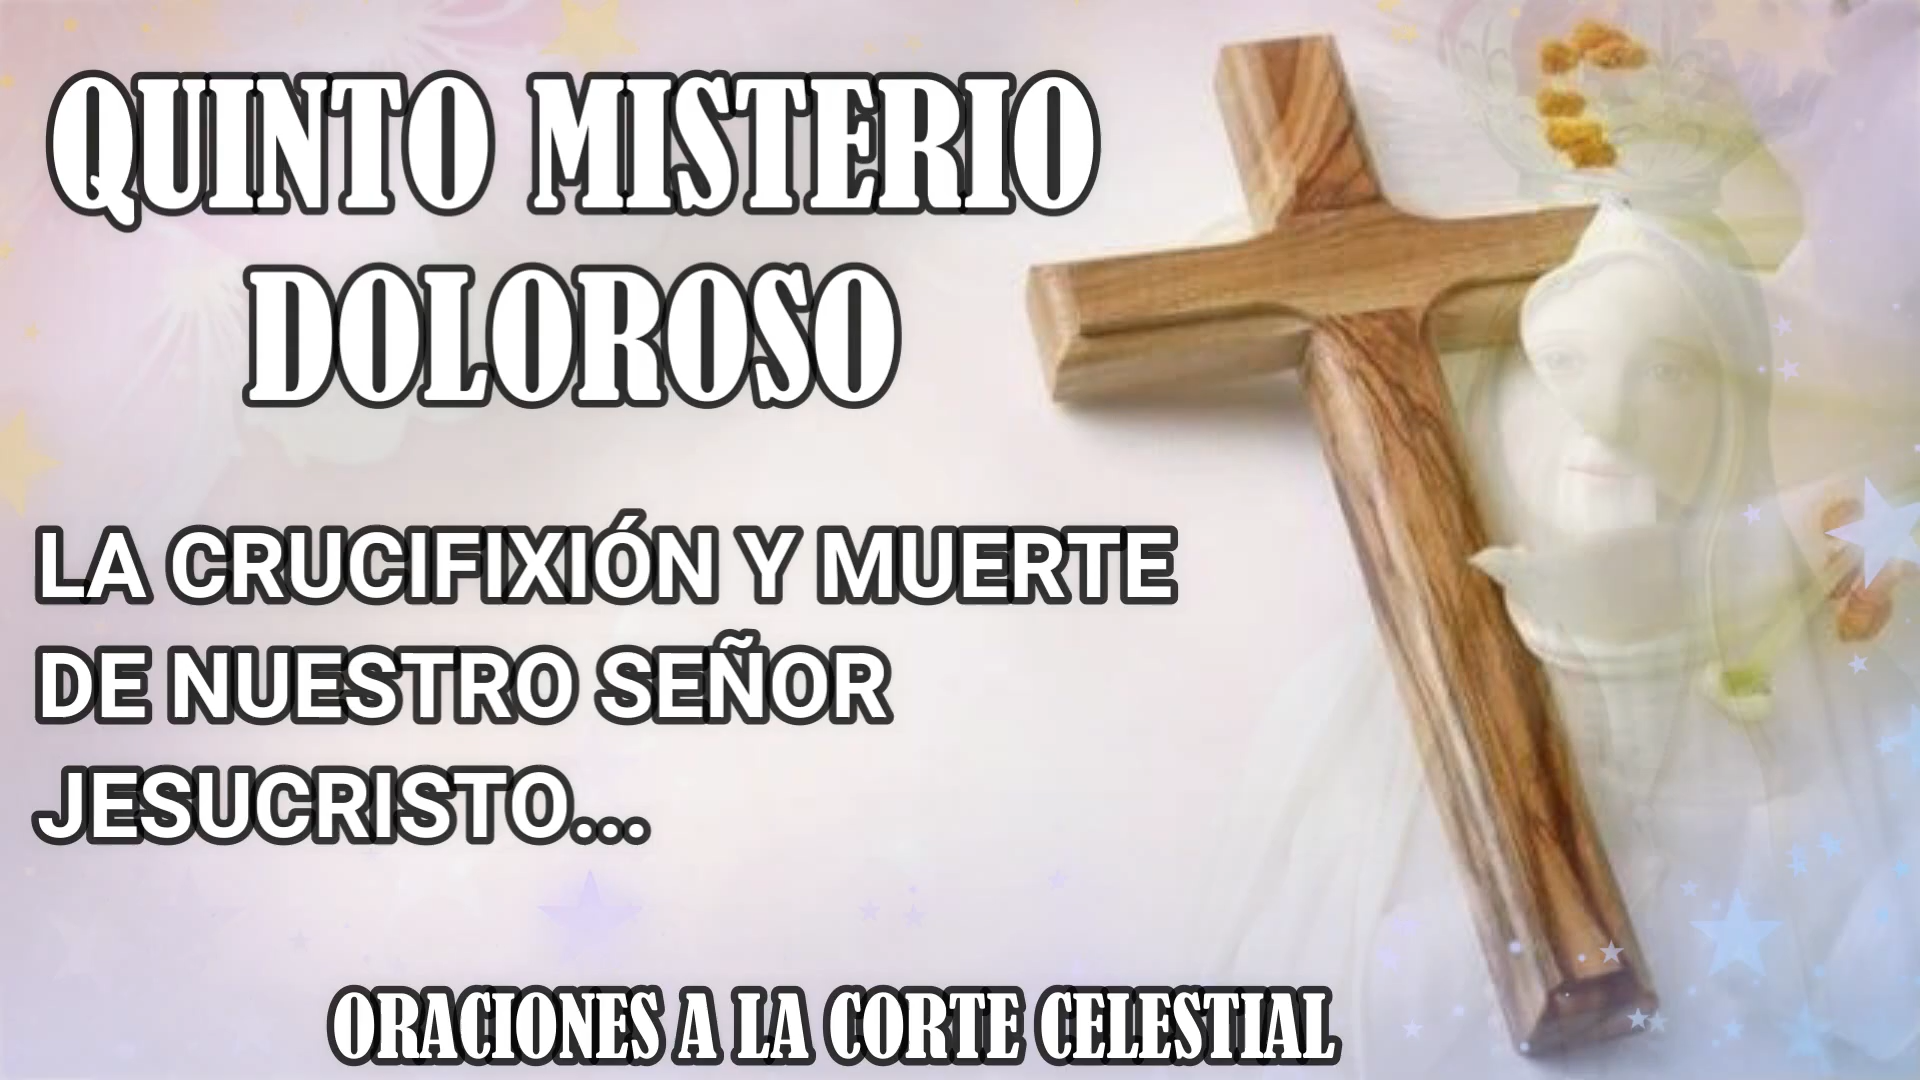 QUINTO MISTERIO
DOLOROSO
LA CRUCIFIXIÓN Y MUERTE
DE NUESTRO SEÑOR
JESUCRISTO...
ORACIONES A LA CORTE CELESTIAL